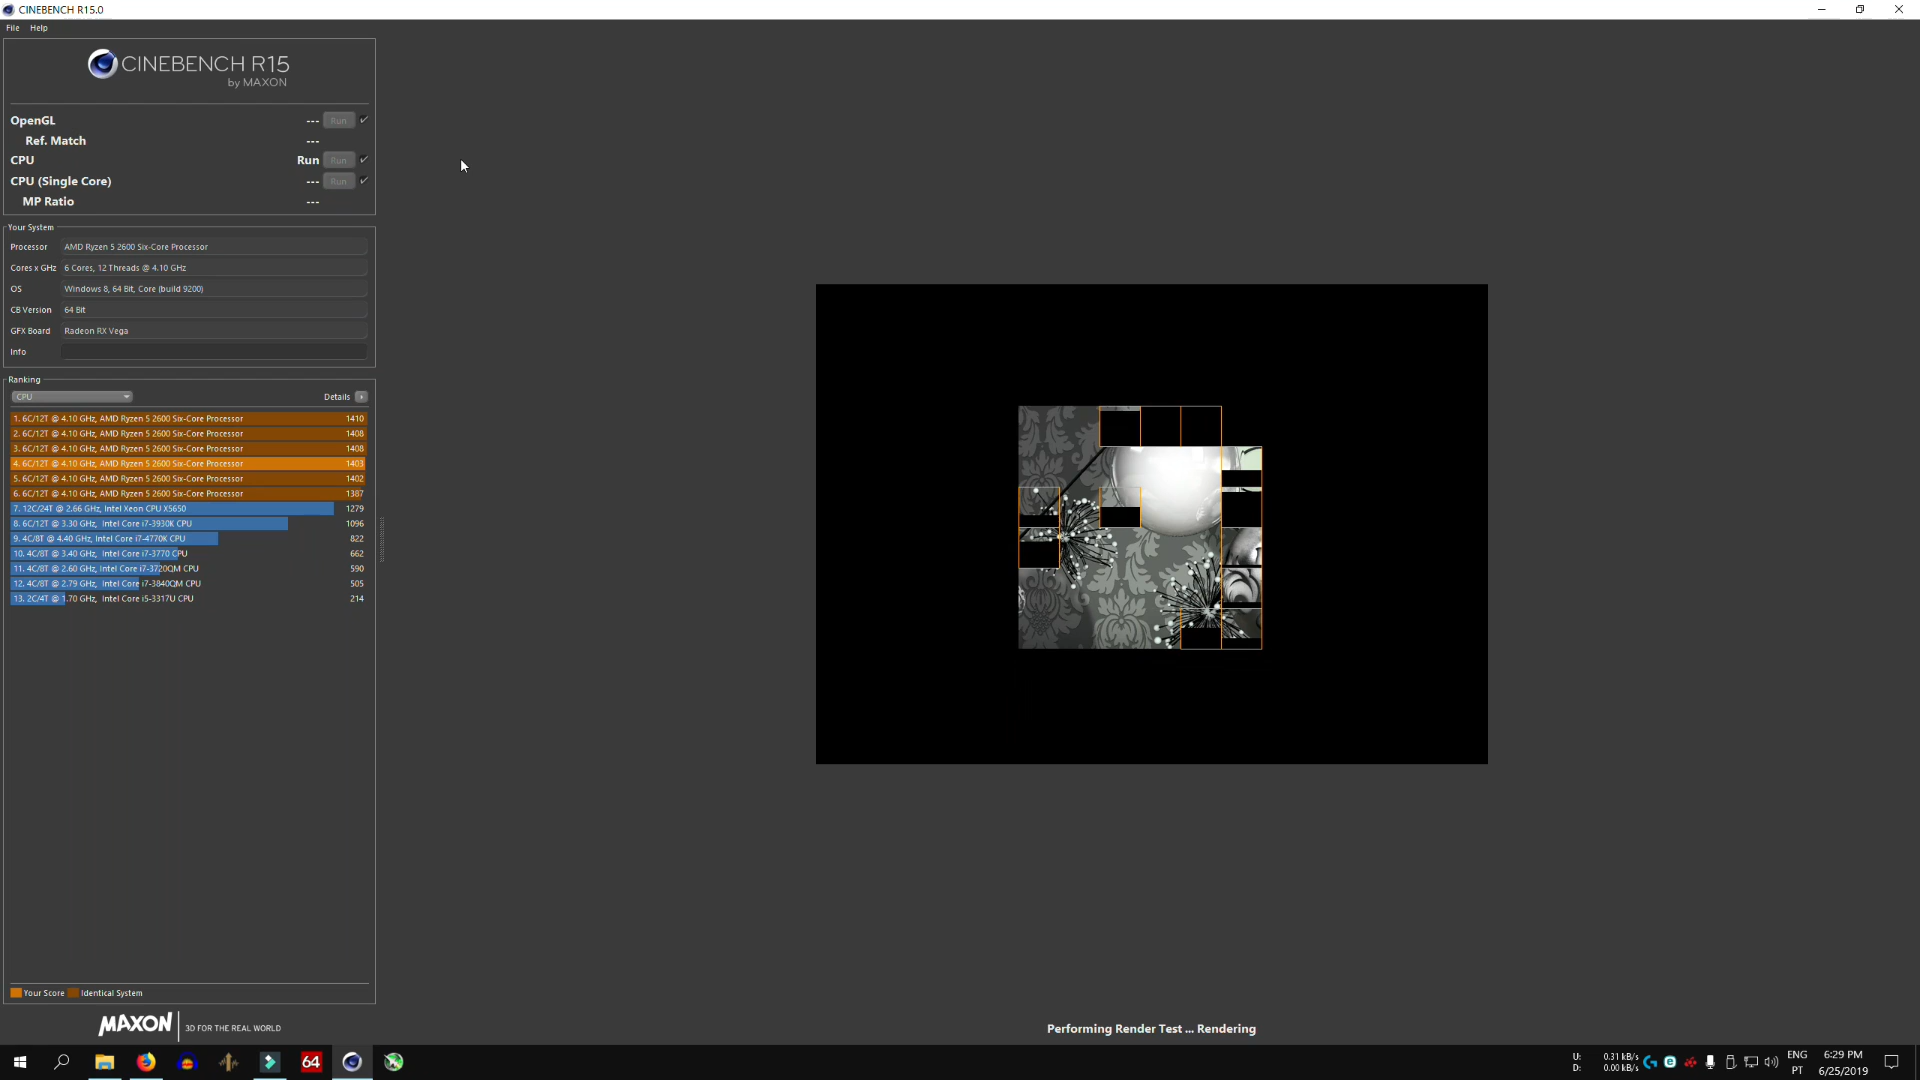 CINEBENCH R15.0
File Help
CINEBENCH R15
by MAXON
OpenGL --- Run
Ref. Match ---
CPU Run Run
CPU (Single Core) --- Run
MP Ratio ---
Your System
Processor AMD Ryzen 5 2600 Six-Core Processor
Cores x GHz 6 Cores, 12 Threads @ 4.10 GHz
OS Windows 8, 64 Bit, Core (build 9200)
CB Version 64 Bit
GFX Board Radeon RX Vega
Info
Ranking
CPU Details
1. 6C/12T @ 4.10 GHz, AMD Ryzen 5 2600 Six-Core Processor 1410
2. 6C/12T @ 4.10 GHz, AMD Ryzen 5 2600 Six-Core Processor 1408
3. 6C/12T @ 4.10 GHz, AMD Ryzen 5 2600 Six-Core Processor 1408
4. 6C/12T @ 4.10 GHz, AMD Ryzen 5 2600 Six-Core Processor 1403
5. 6C/12T @ 4.10 GHz, AMD Ryzen 5 2600 Six-Core Processor 1402
6. 6C/12T @ 4.10 GHz, AMD Ryzen 5 2600 Six-Core Processor 1387
7. 12C/24T @ 2.66 GHz, Intel Xeon CPU X5650 1279
8. 6C/12T @ 3.30 GHz, Intel Core i7-3930K CPU 1096
9. 4C/8T @ 4.40 GHz, Intel Core i7-4770K CPU 822
10. 4C/8T @ 3.40 GHz, Intel Core i7-3770 CPU 662
11. 4C/8T @ 2.60 GHz, Intel Core i7-3720QM CPU 590
12. 4C/8T @ 2.79 GHz, Intel Core i7-3840QM CPU 505
13. 2C/4T @ 1.70 GHz, Intel Core i5-3317U CPU 214
Your Score Identical System
MAXON 3D FOR THE REAL WORLD
Performing Render Test ... Rendering
64
U: 0.31 kB/s
D: 0.00 kB/s
ENG
PT
6:29 PM
6/25/2019